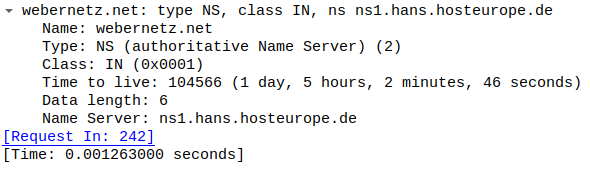 webernetz.net: type NS, class IN, ns ns1.hans.hosteurope.de
Name: webernetz.net
Type: NS (authoritative Name Server) (2)
Class: IN (0x0001)
Time to live: 104566 (1 day, 5 hours, 2 minutes, 46 seconds)
Data length: 6
Name Server: ns1.hans.hosteurope.de
[Request In: 242]
[Time: 0.001263000 seconds]